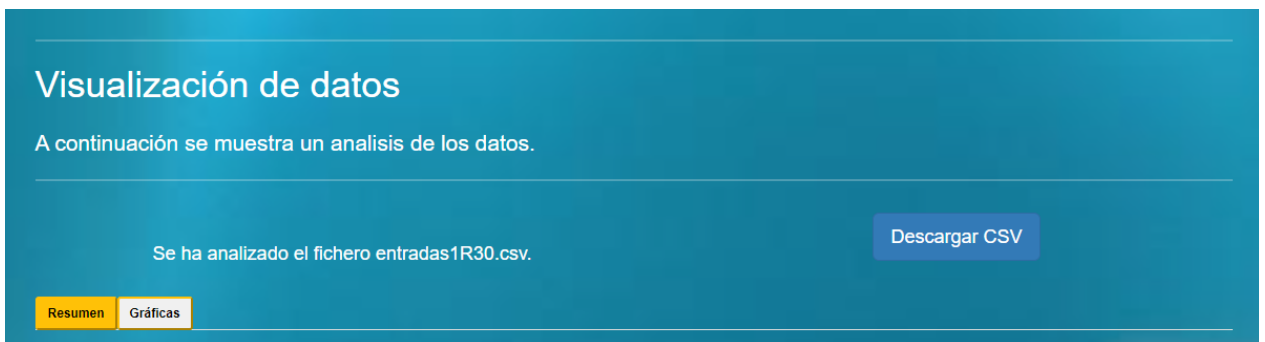 Visualización de datos
A continuación se muestra un analisis de los datos.
Se ha analizado el fichero entradas1R30.csv.
Descargar CSV
Resumen Gráficas